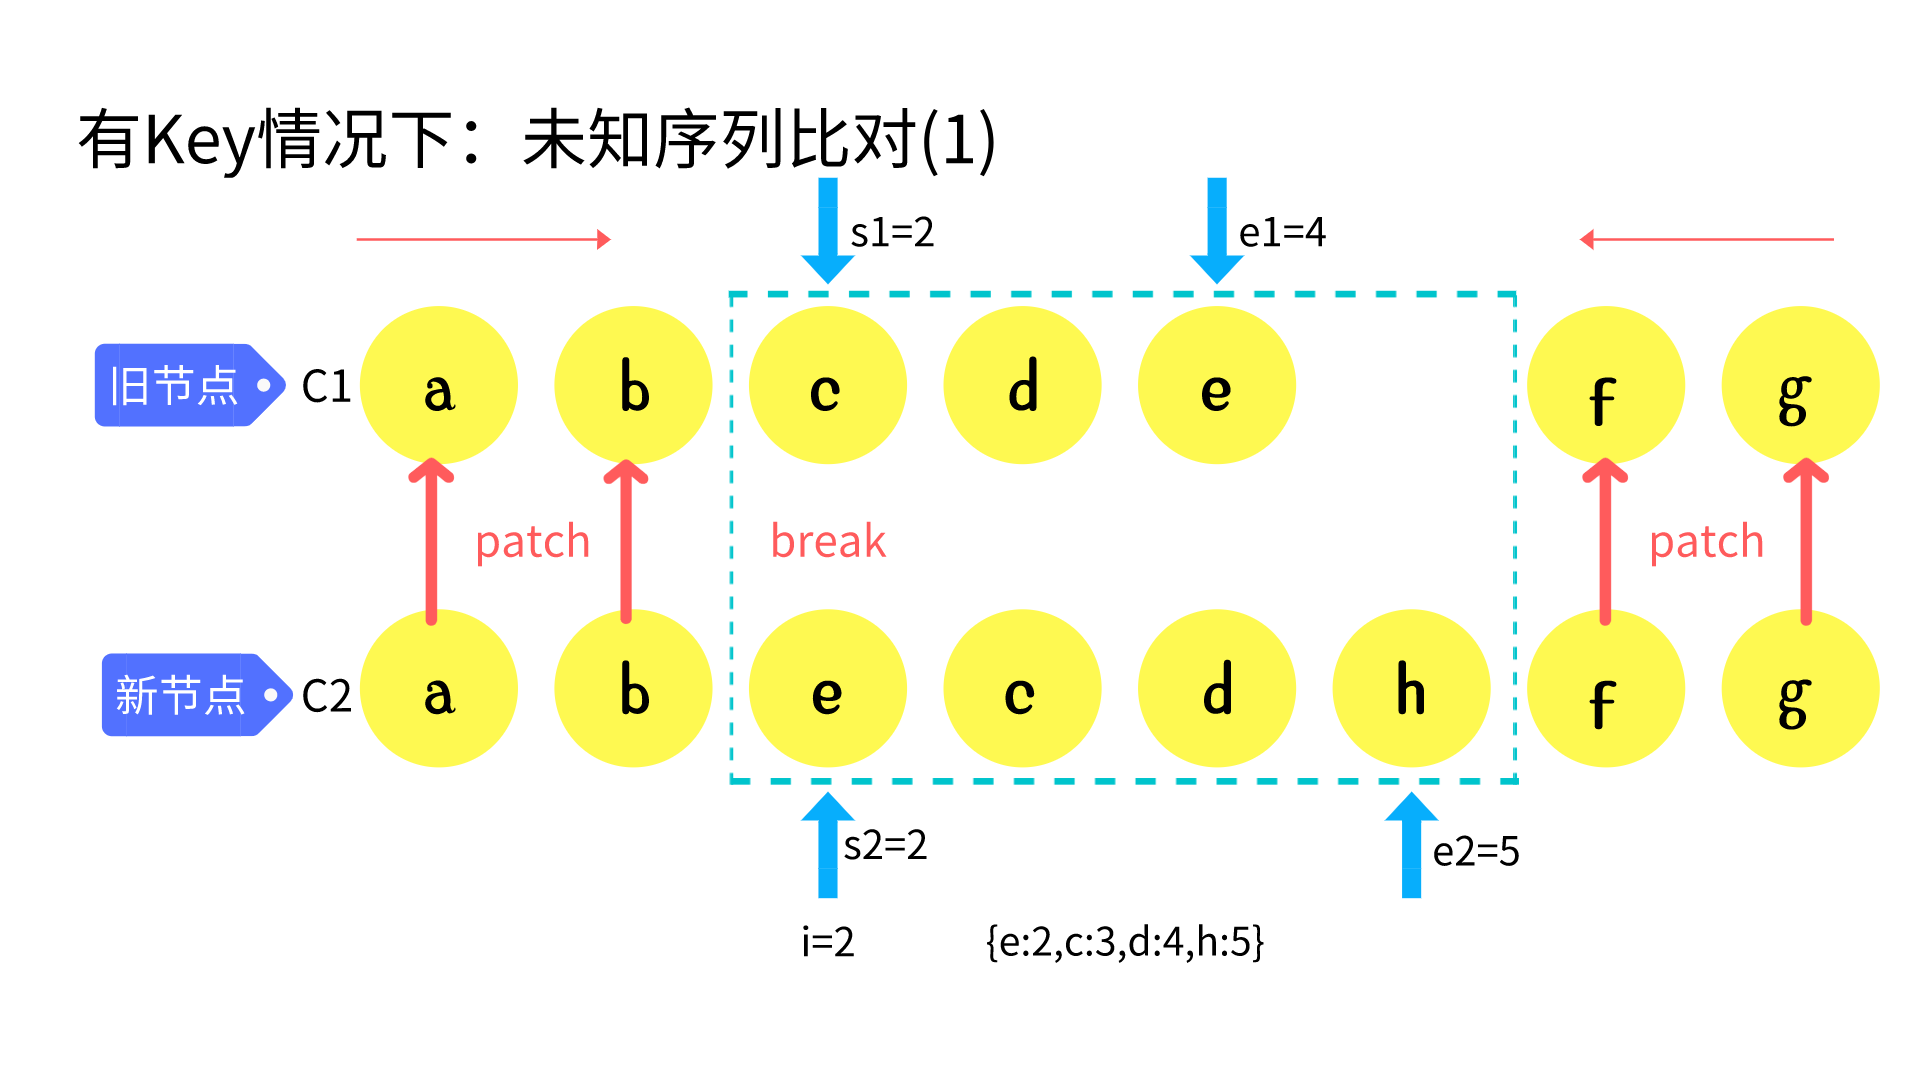 有Key情况下：未知序列比对(1)
s1=2
e1=4
旧节点 C1 a b c d e f g
patch break patch
新节点 C2 a b e c d h f g
s2=2
e2=5
i=2 {e:2,c:3,d:4,h:5}